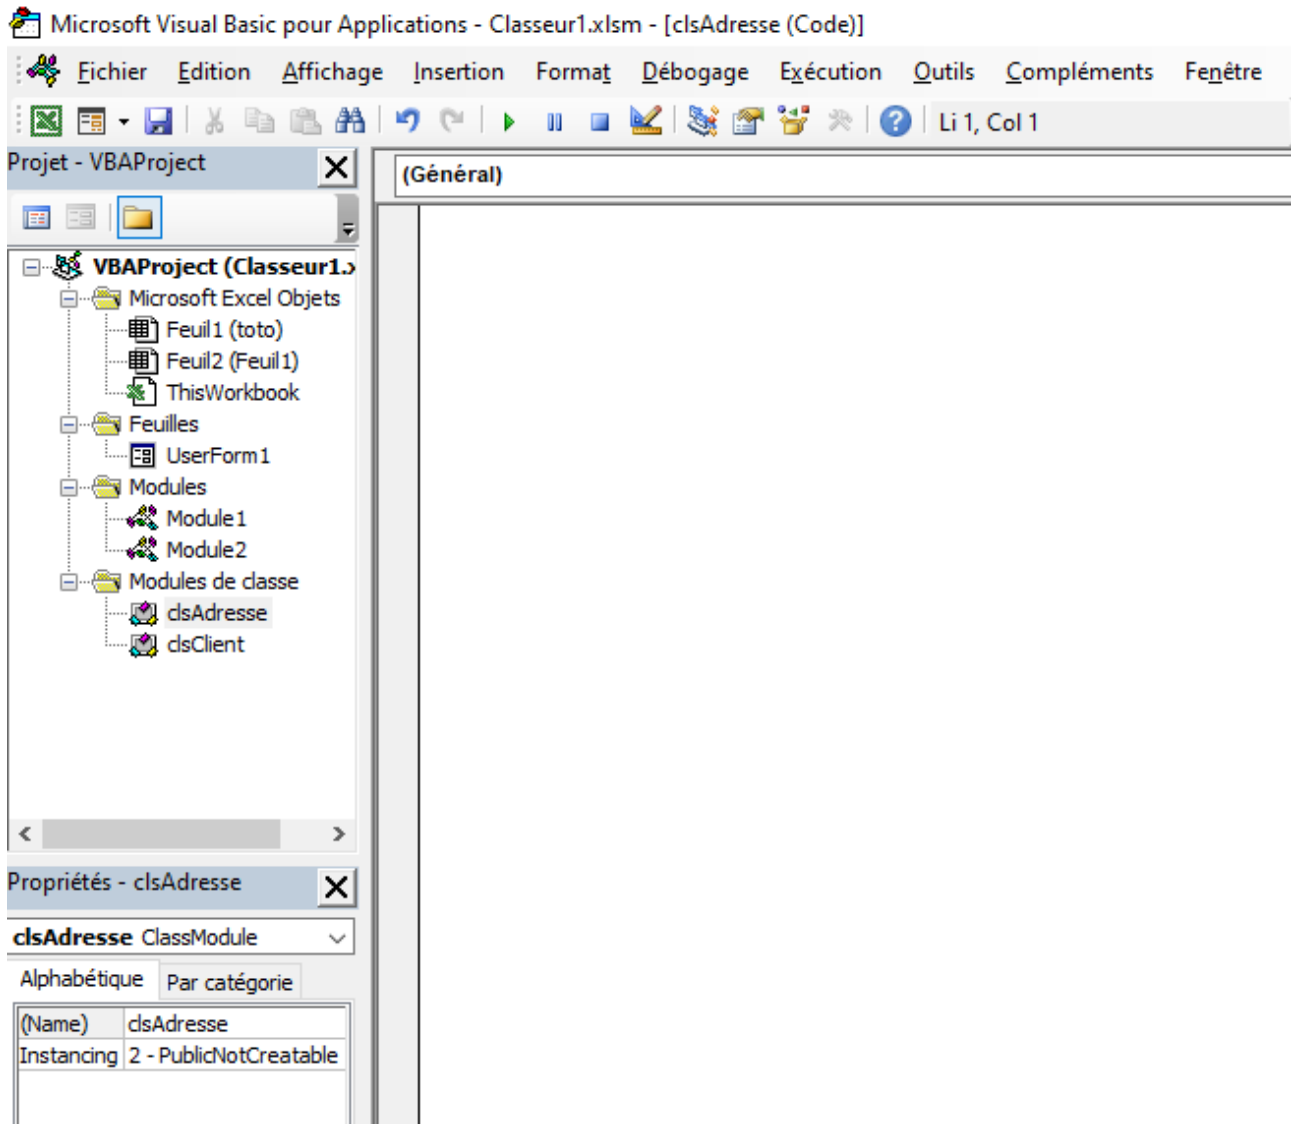 Microsoft Visual Basic pour Applications - Classeur1.xlsm - [clsAdresse (Code)]
Fichier Edition Affichage Insertion Format Débogage Exécution Outils Compléments Fenêtre
Li 1, Col 1
Projet - VBAProject
(Général)
VBAProject (Classeur1.x
Microsoft Excel Objets
Feuil1 (toto)
Feuil2 (Feuil1)
ThisWorkbook
Feuilles
UserForm1
Modules
Module1
Module2
Modules de classe
clsAdresse
clsClient
Propriétés - clsAdresse
clsAdresse ClassModule
Alphabétique Par catégorie
(Name) clsAdresse
Instancing 2 - PublicNotCreatable